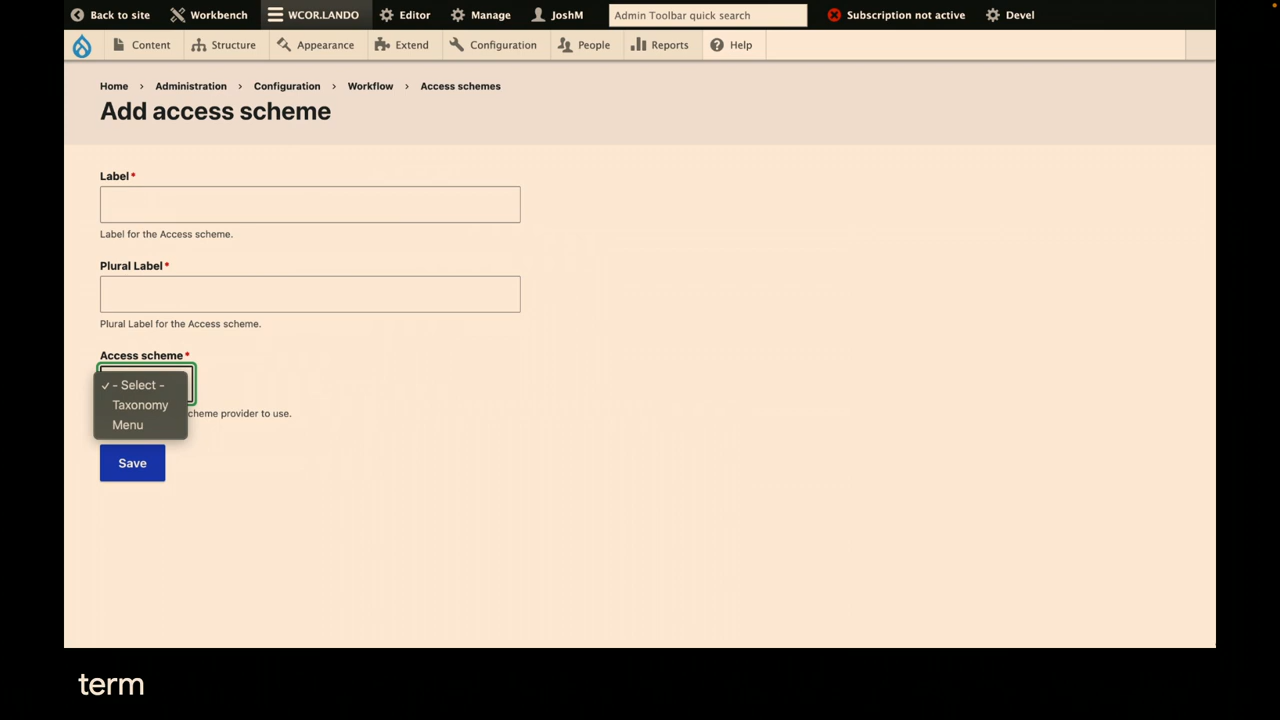 Back to site Workbench WCOR.LANDO Editor Manage JoshM Admin Toolbar quick search Subscription not active Devel
Content Structure Appearance Extend Configuration People Reports Help
Home › Administration › Configuration › Workflow › Access schemes
Add access scheme
Label*
Label for the Access scheme.
Plural Label*
Plural Label for the Access scheme.
Access scheme*
✓ - Select -
Taxonomy
cheme provider to use.
Menu
Save
term